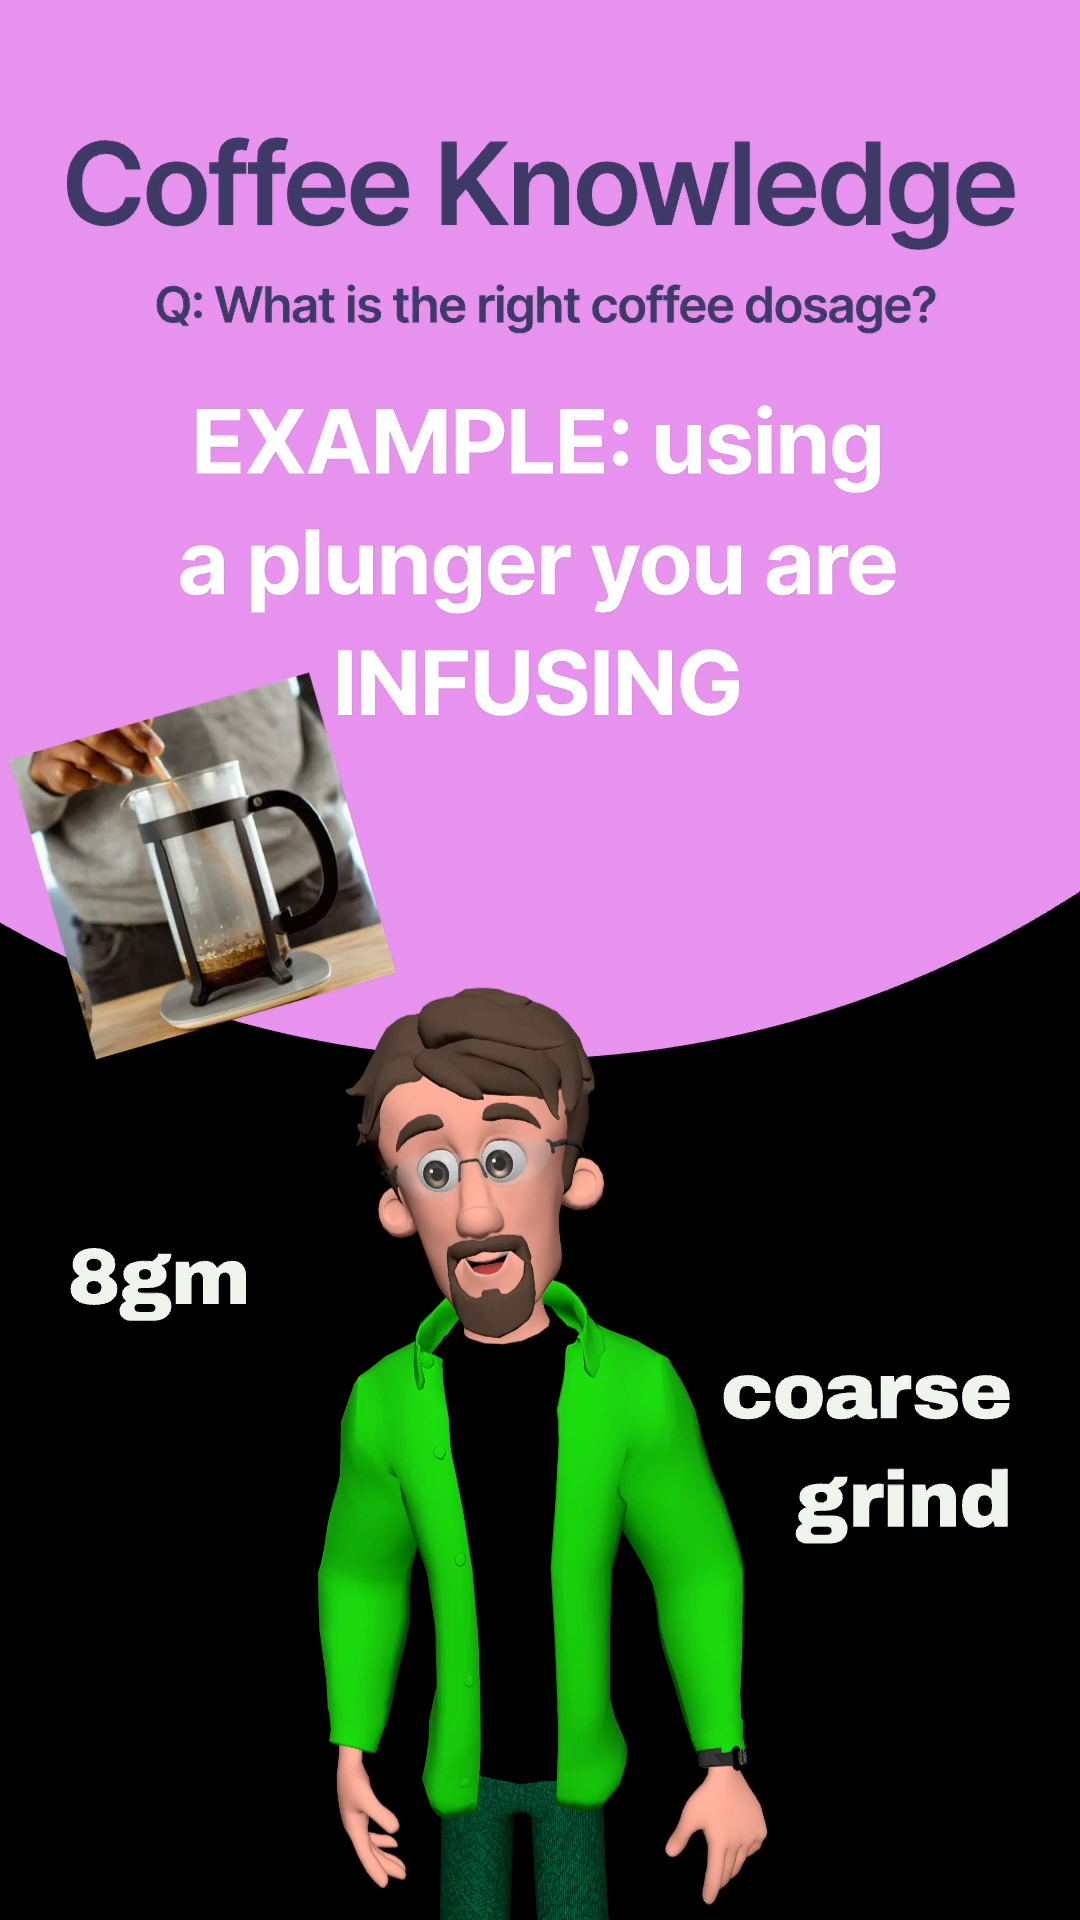 Coffee Knowledge
Q: What is the right coffee dosage?
EXAMPLE: using
a plunger you are
INFUSING
8gm
coarse
grind